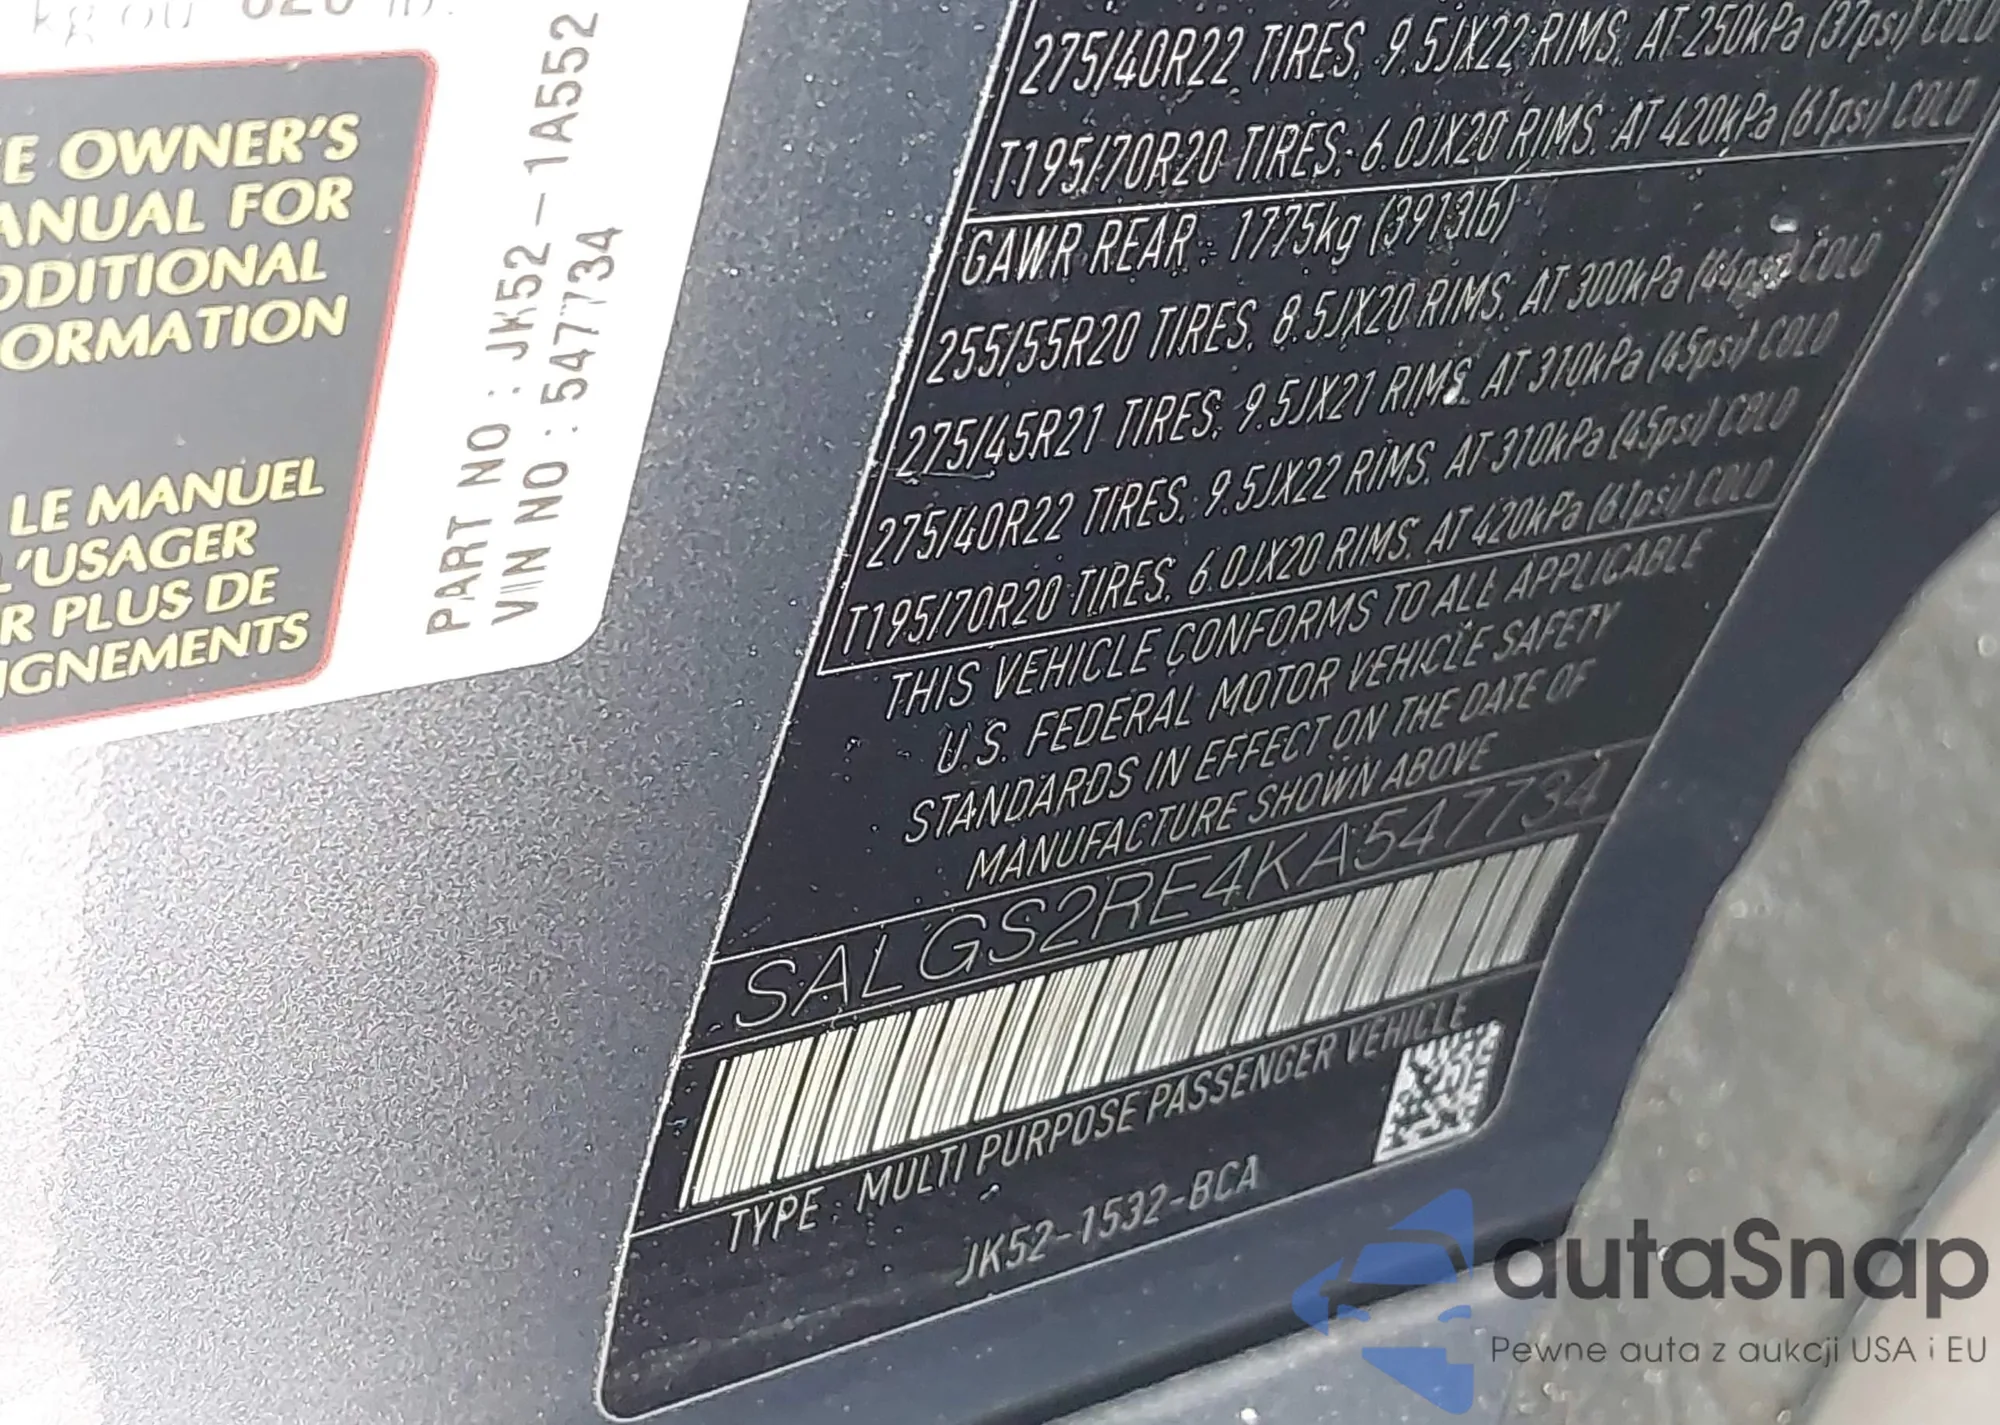 kg ou 820 lb.
E OWNER'S
ANUAL FOR
DDITIONAL
ORMATION
LE MANUEL
L'USAGER
R PLUS DE
IGNEMENTS
PART NO : JK52-1A552
VIN NO : 547734
275/40R22 TIRES, 9.5JX22 RIMS, AT 250kPa (37psi) COLD
T195/70R20 TIRES, 6.0JX20 RIMS, AT 420kPa (61psi) COLD
GAWR REAR : 1775kg (3913lb)
255/55R20 TIRES, 8.5JX20 RIMS, AT 300kPa (44psi) COLD
275/45R21 TIRES, 9.5JX21 RIMS, AT 310kPa (45psi) COLD
275/40R22 TIRES, 9.5JX22 RIMS, AT 310kPa (45psi) COLD
T195/70R20 TIRES, 6.0JX20 RIMS, AT 420kPa (61psi) COLD
THIS VEHICLE CONFORMS TO ALL APPLICABLE
U.S. FEDERAL MOTOR VEHICLE SAFETY
STANDARDS IN EFFECT ON THE DATE OF
MANUFACTURE SHOWN ABOVE
SALGS2RE4KA547734
TYPE : MULTI PURPOSE PASSENGER VEHICLE
JK52-1532-BCA
autaSnap
Pewne auta z aukcji USA i EU